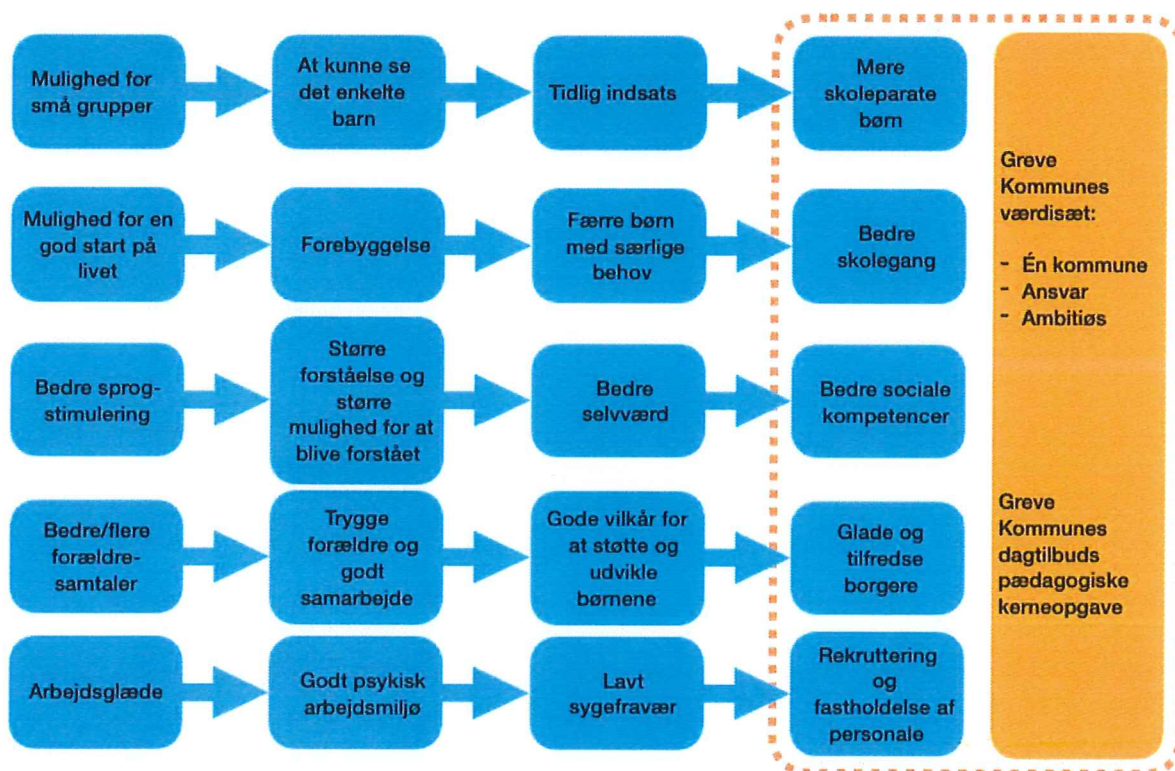 Mulighed for
små grupper
At kunne se
det enkelte
barn
Tidlig indsats
Mere
skoleparate
børn
Mulighed for en
god start på
livet
Forebyggelse
Færre børn
med særlige
behov
Bedre
skolegang
Bedre sprog-
stimulering
Større
forståelse og
større
mulighed for at
blive forstået
Bedre
selvværd
Bedre sociale
kompetencer
Bedre/flere
forældre-
samtaler
Trygge
forældre og
godt
samarbejde
Gode vilkår for
at støtte og
udvikle
børnene
Glade og
tilfredse
borgere
Arbejdsglæde
Godt psykisk
arbejdsmiljø
Lavt
sygefravær
Rekruttering
og
fastholdelse af
personale
Greve
Kommunes
værdisæt:
- Én kommune
- Ansvar
- Ambitiøs
Greve
Kommunes
dagtilbuds
pædagogiske
kerneopgave